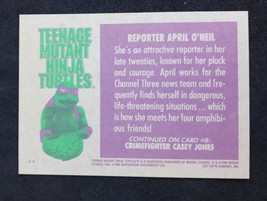 TEENAGE
MUTANT
NINJA
TURTLES
REPORTER APRIL O'NEIL
She's an attractive reporter in her
late twenties, known for her pluck
and courage. April works for the
Channel Three news team and fre-
quently finds herself in dangerous,
life-threatening situations ... which
is how she meets her four amphibi-
ous friends!
CONTINUED ON CARD #8:
CRIMEFIGHTER CASEY JONES